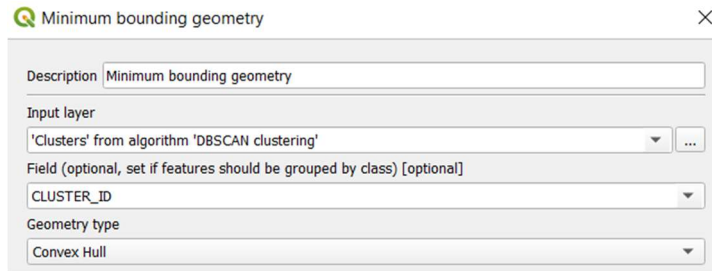 Minimum bounding geometry
Description Minimum bounding geometry
Input layer
'Clusters' from algorithm 'DBSCAN clustering'
...
Field (optional, set if features should be grouped by class) [optional]
CLUSTER_ID
Geometry type
Convex Hull